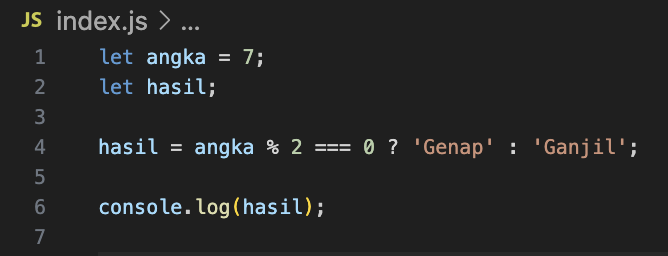 JS index.js > ...
1 let angka = 7;
2 let hasil;
3
4 hasil = angka % 2 === 0 ? 'Genap' : 'Ganjil';
5
6 console.log(hasil);
7